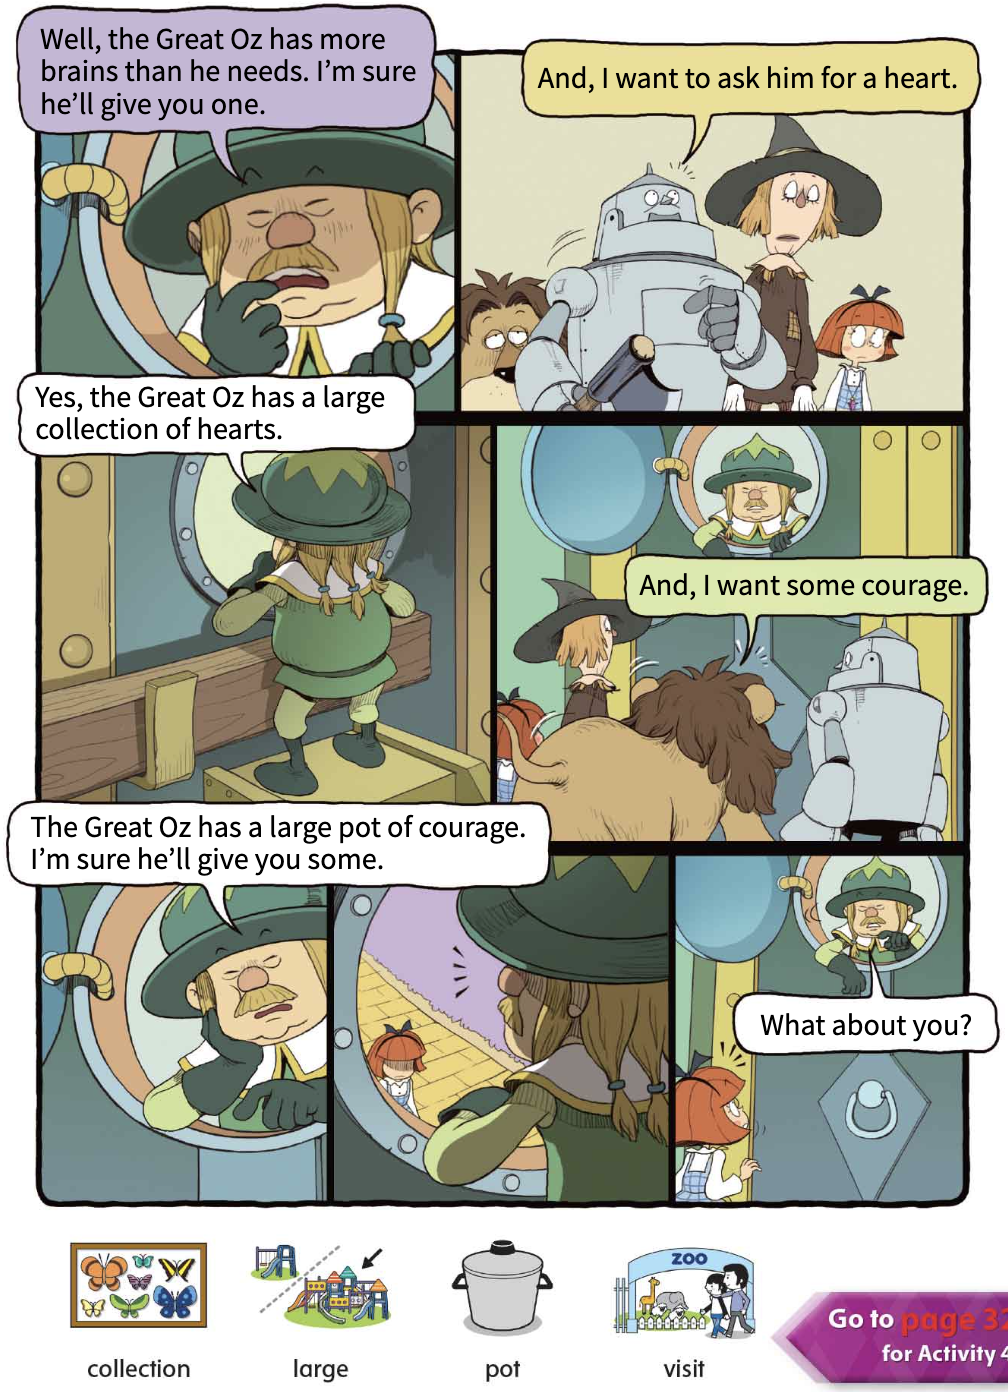 Well, the Great Oz has more
brains than he needs. I'm sure
he'll give you one.
And, I want to ask him for a heart.
Yes, the Great Oz has a large
collection of hearts.
And, I want some courage.
The Great Oz has a large pot of courage.
I'm sure he'll give you some.
What about you?
ZOO
collection
large
pot
visit
Go to page 32
for Activity 4